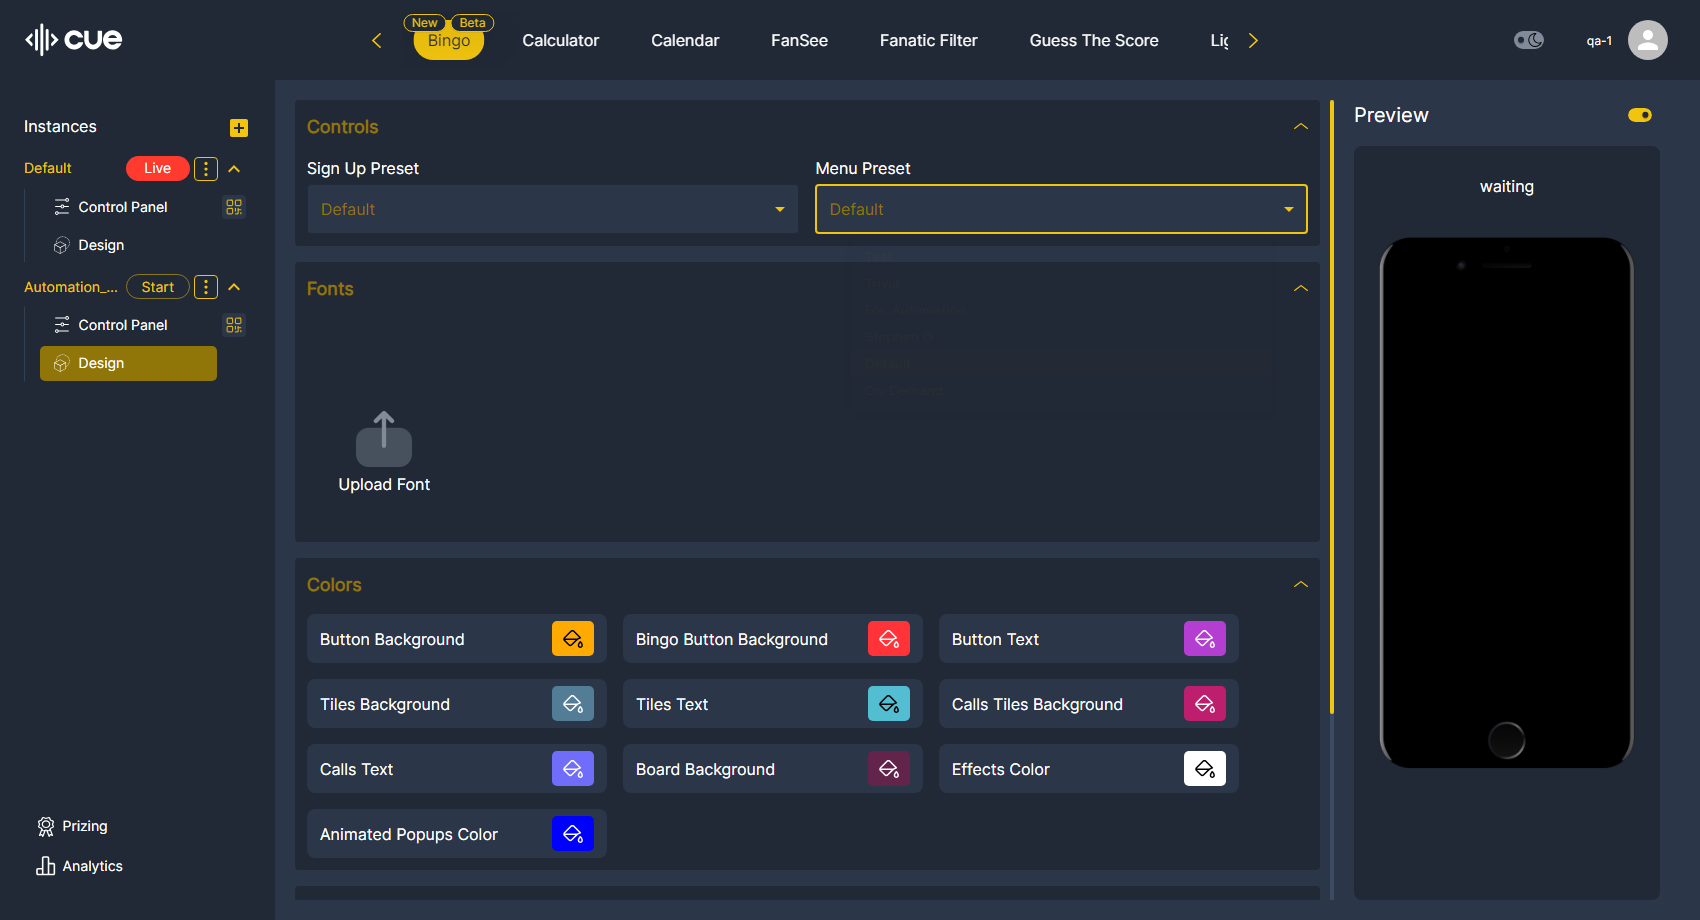 cue
New
Beta
Bingo
Calculator
Calendar
FanSee
Fanatic Filter
Guess The Score
qa-1
Instances
Default
Live
Control Panel
Design
Automation_...
Start
Control Panel
Design
Prizing
Analytics
Controls
Sign Up Preset
Menu Preset
Default
Default
Fonts
Upload Font
Colors
Button Background
Bingo Button Background
Button Text
Tiles Background
Tiles Text
Calls Tiles Background
Calls Text
Board Background
Effects Color
Animated Popups Color
Preview
waiting